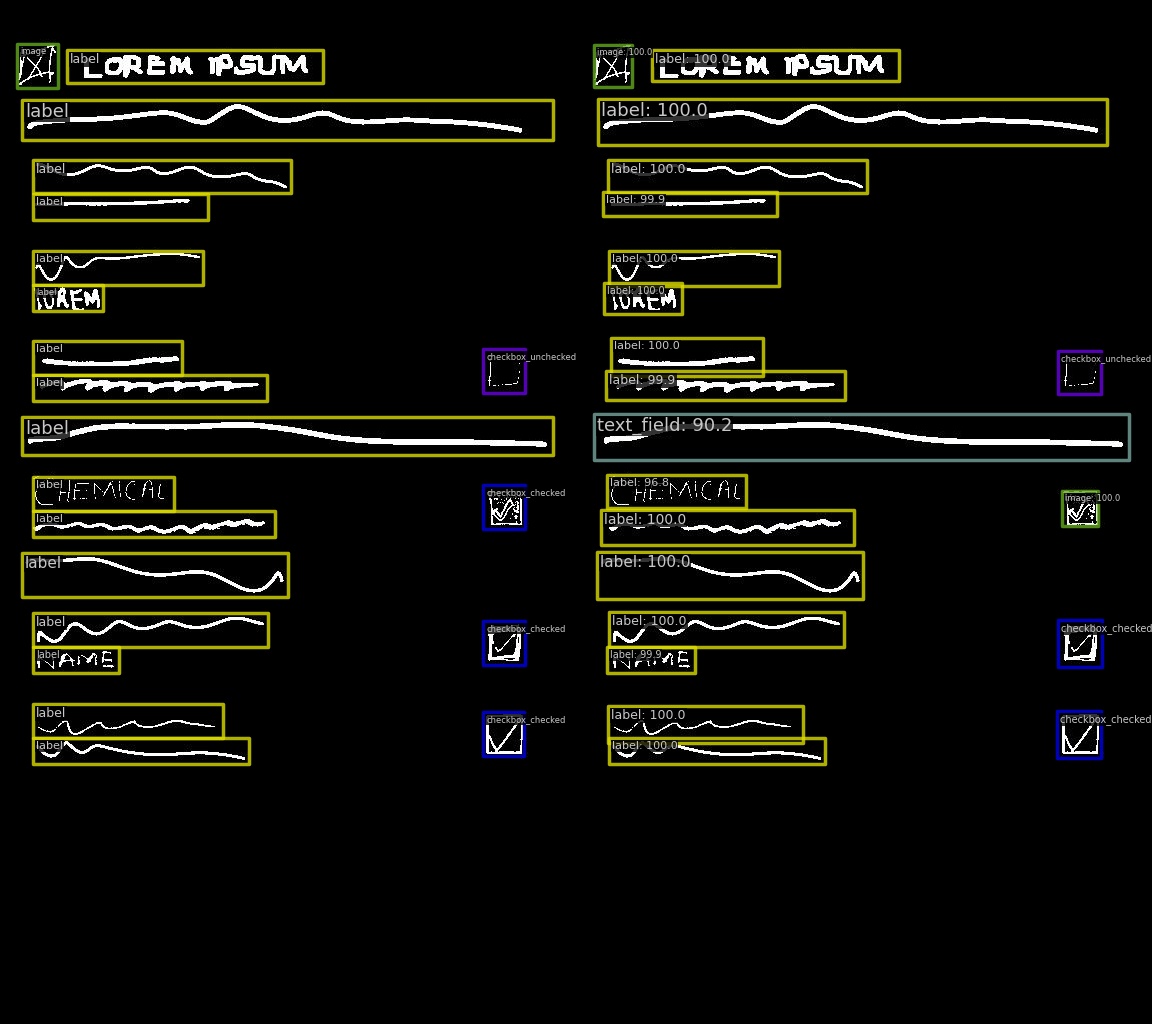 image image: 100.0
label LOREM IPSUM label: 100.0 LOREM IPSUM
label label: 100.0
label label: 100.0
label label: 99.9
label label: 100.0
label LOREM label: 100.0 LOREM
label label: 100.0
checkbox_unchecked checkbox_unchecked
label label: 99.9
label text_field: 90.2
label CHEMICAL label: 96.8 CHEMICAL
checkbox_checked image: 100.0
label label: 100.0
label label: 100.0
label label: 100.0
checkbox_checked checkbox_checked
label NAME label: 99.9 NAME
label label: 100.0
checkbox_checked checkbox_checked
label label: 100.0